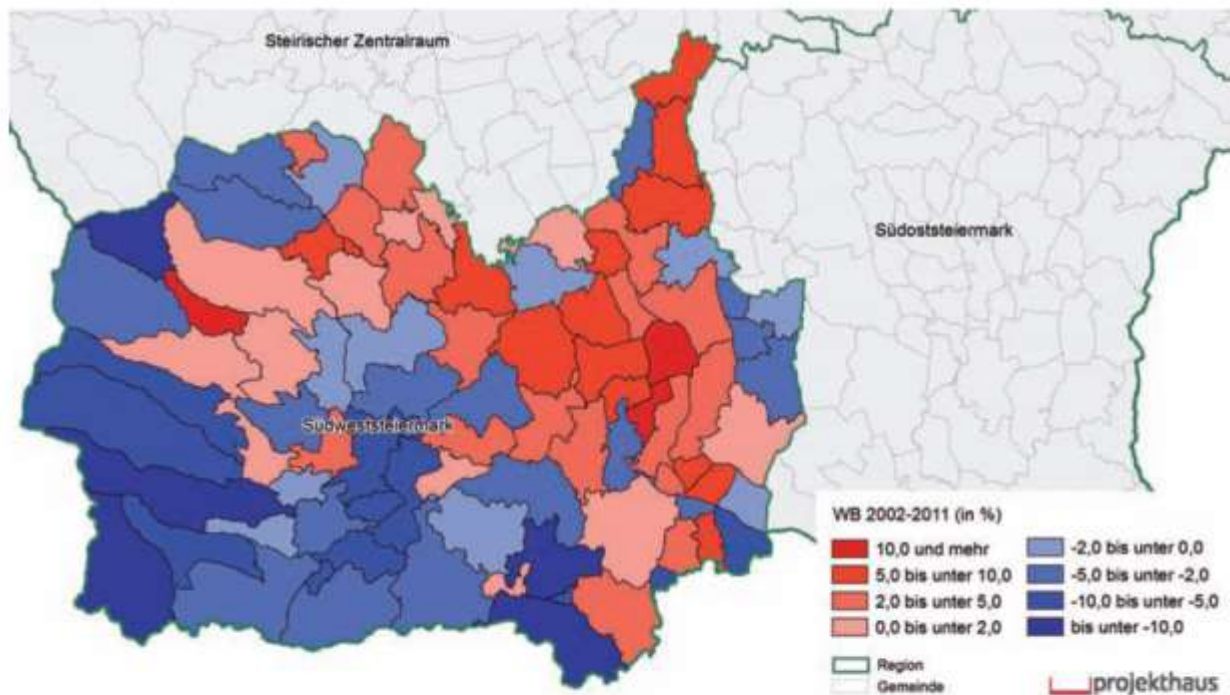 Steirischer Zentralraum
Südoststeiermark
Südweststeiermark
WB 2002-2011 (in %)
10,0 und mehr
5,0 bis unter 10,0
2,0 bis unter 5,0
0,0 bis unter 2,0
-2,0 bis unter 0,0
-5,0 bis unter -2,0
-10,0 bis unter -5,0
bis unter -10,0
Region
Gemeinde
projekthaus